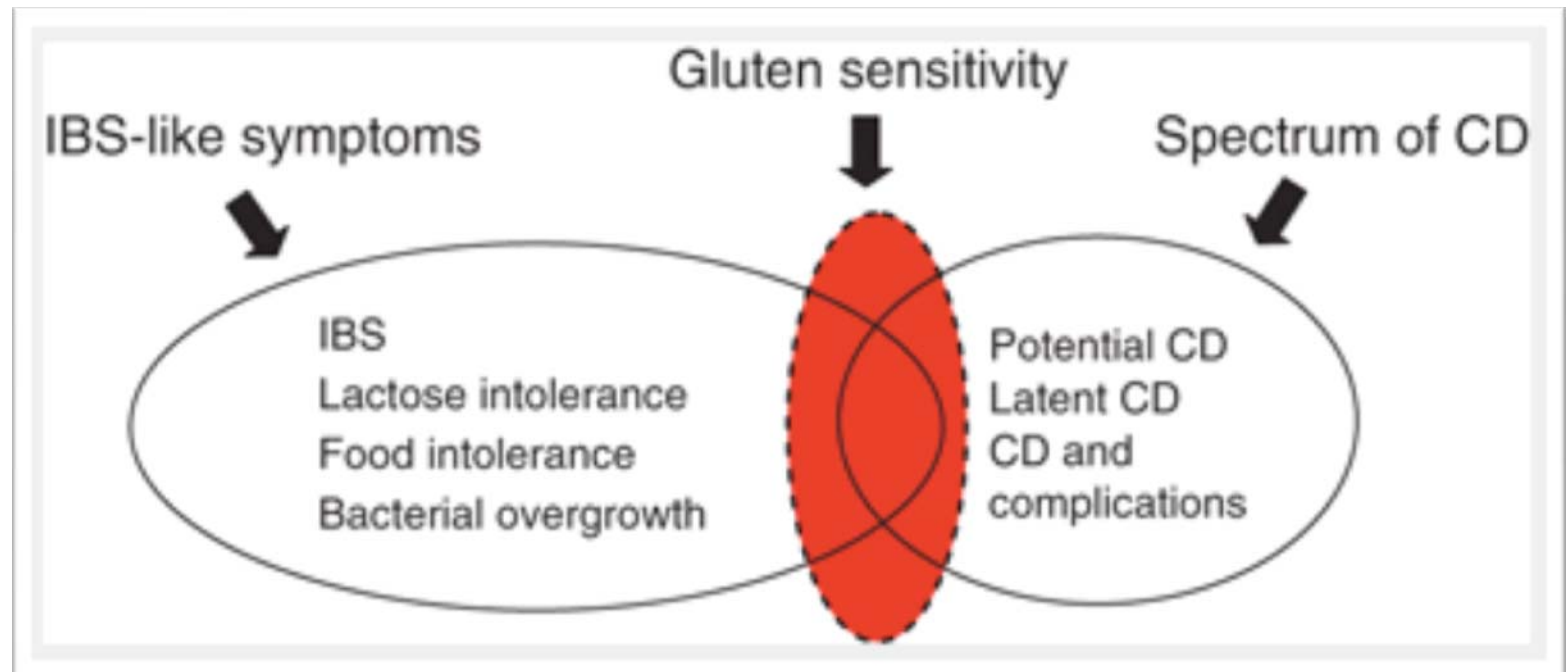 Gluten sensitivity
IBS-like symptoms
Spectrum of CD
IBS
Lactose intolerance
Food intolerance
Bacterial overgrowth
Potential CD
Latent CD
CD and
complications